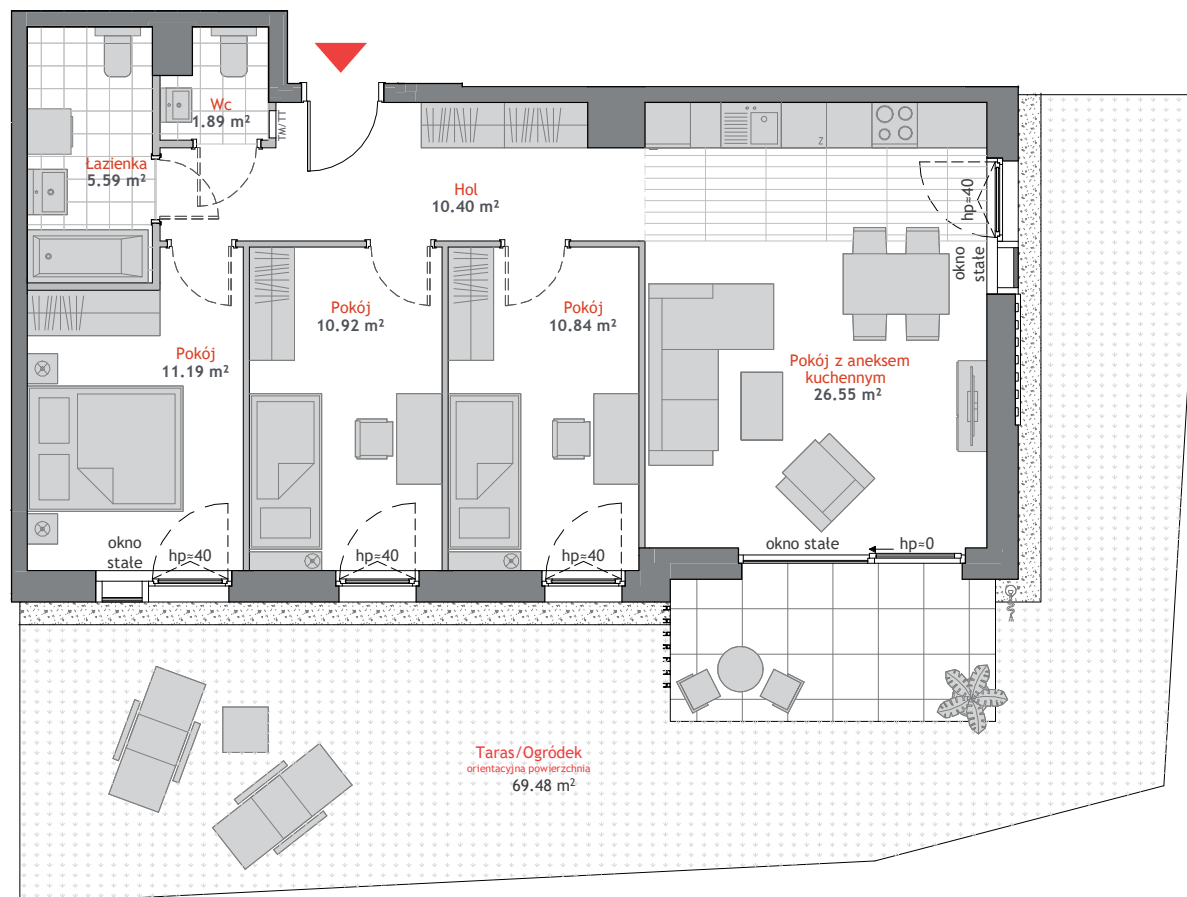 Wc
1.89 m²
TM/TT
Łazienka
5.59 m²
Hol
10.40 m²
Z
hp≈40
okno
stałe
Pokój
10.92 m²
Pokój
10.84 m²
Pokój
11.19 m²
Pokój z aneksem
kuchennym
26.55 m²
okno
stałe
hp≈40
hp≈40
hp≈40
okno stałe
hp≈0
Taras/Ogródek
orientacyjna powierzchnia
69.48 m²